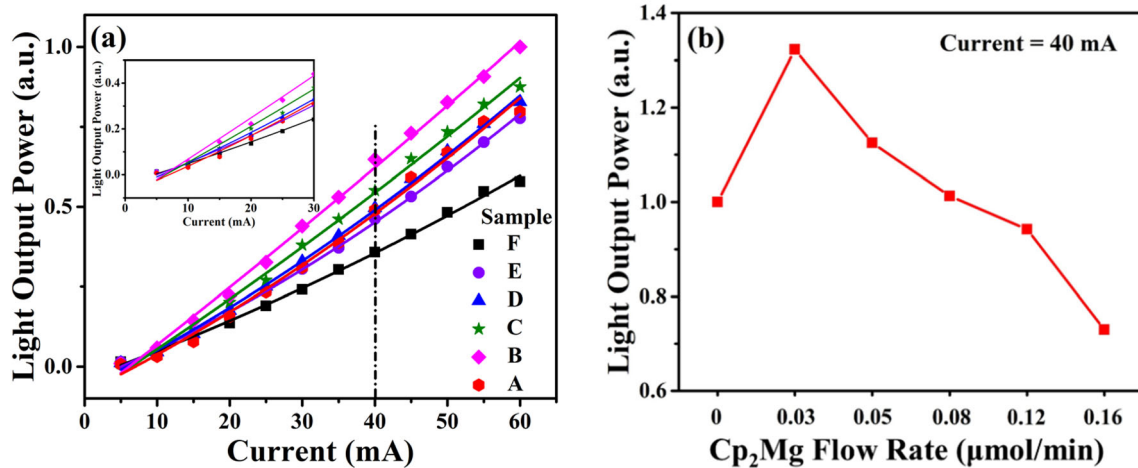 (a)
Light Output Power (a.u.)
1.0
0.5
0.0
0 10 20 30 40 50 60
Current (mA)
Light Output Power (a.u.)
0.4
0.2
0.0
0 10 20 30
Current (mA)
Sample
F
E
D
C
B
A
(b)
Current = 40 mA
Light Output Power (a.u.)
1.4
1.2
1.0
0.8
0.6
0 0.03 0.05 0.08 0.12 0.16
Cp₂Mg Flow Rate (μmol/min)